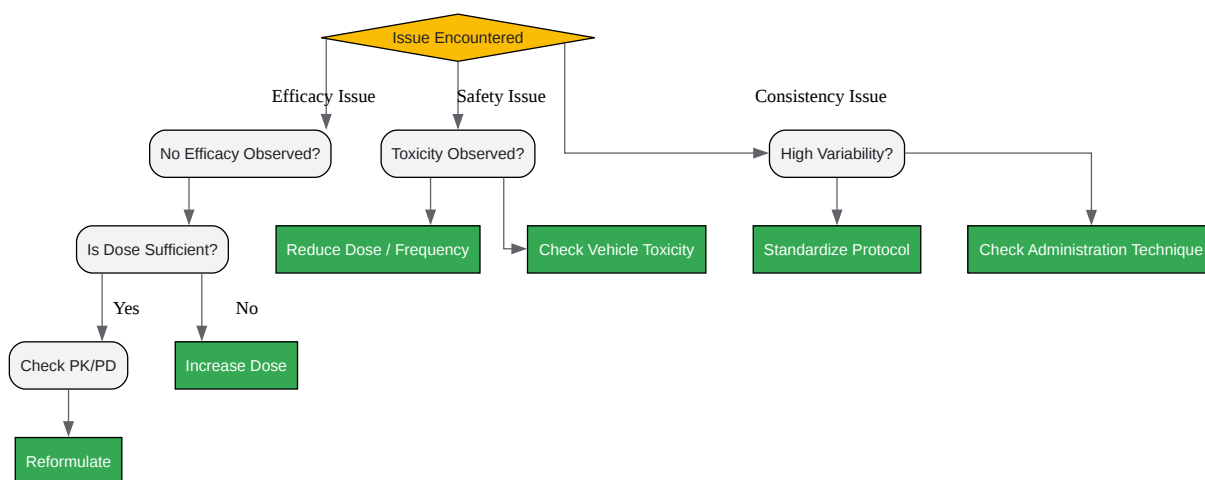 Issue Encountered
Efficacy Issue
Safety Issue
Consistency Issue
No Efficacy Observed?
Toxicity Observed?
High Variability?
Is Dose Sufficient?
Reduce Dose / Frequency
Check Vehicle Toxicity
Standardize Protocol
Check Administration Technique
Yes
No
Check PK/PD
Increase Dose
Reformulate